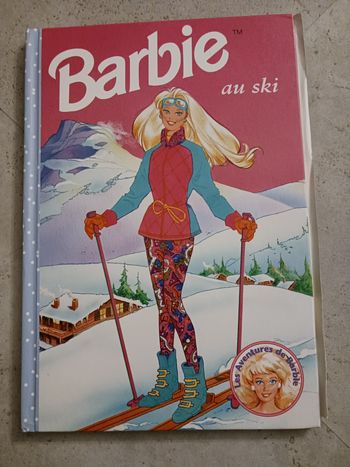 Barbie™
au ski
Les Aventures de Barbie